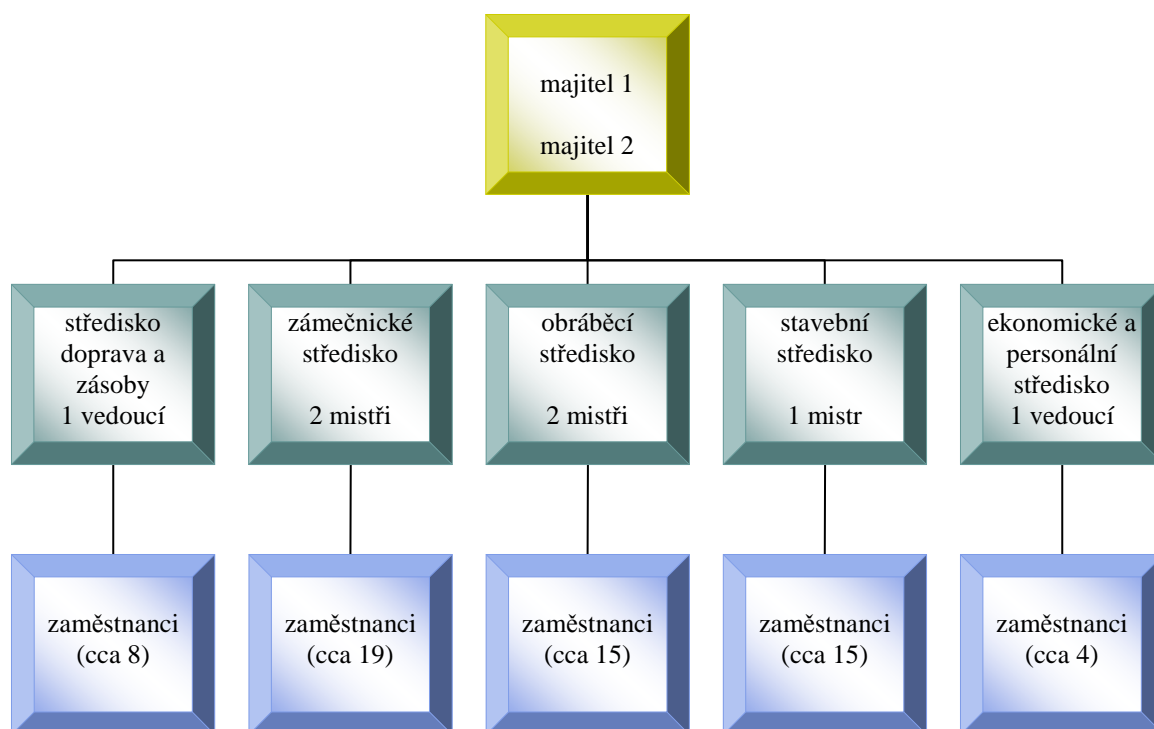 majitel 1
majitel 2
středisko
doprava a
zásoby
1 vedoucí
zámečnické
středisko
2 mistři
obráběcí
středisko
2 mistři
stavební
středisko
1 mistr
ekonomické a
personální
středisko
1 vedoucí
zaměstnanci
(cca 8)
zaměstnanci
(cca 19)
zaměstnanci
(cca 15)
zaměstnanci
(cca 15)
zaměstnanci
(cca 4)